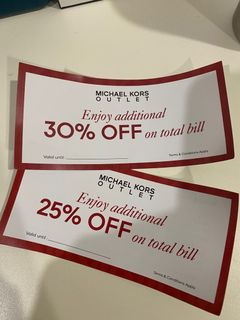 MICHAEL KORS
OUTLET
Enjoy additional
30% OFF on total bill
Valid until
Terms & Conditions Apply
MICHAEL KORS
OUTLET
Enjoy additional
25% OFF on total bill
Valid until
Terms & Conditions Apply